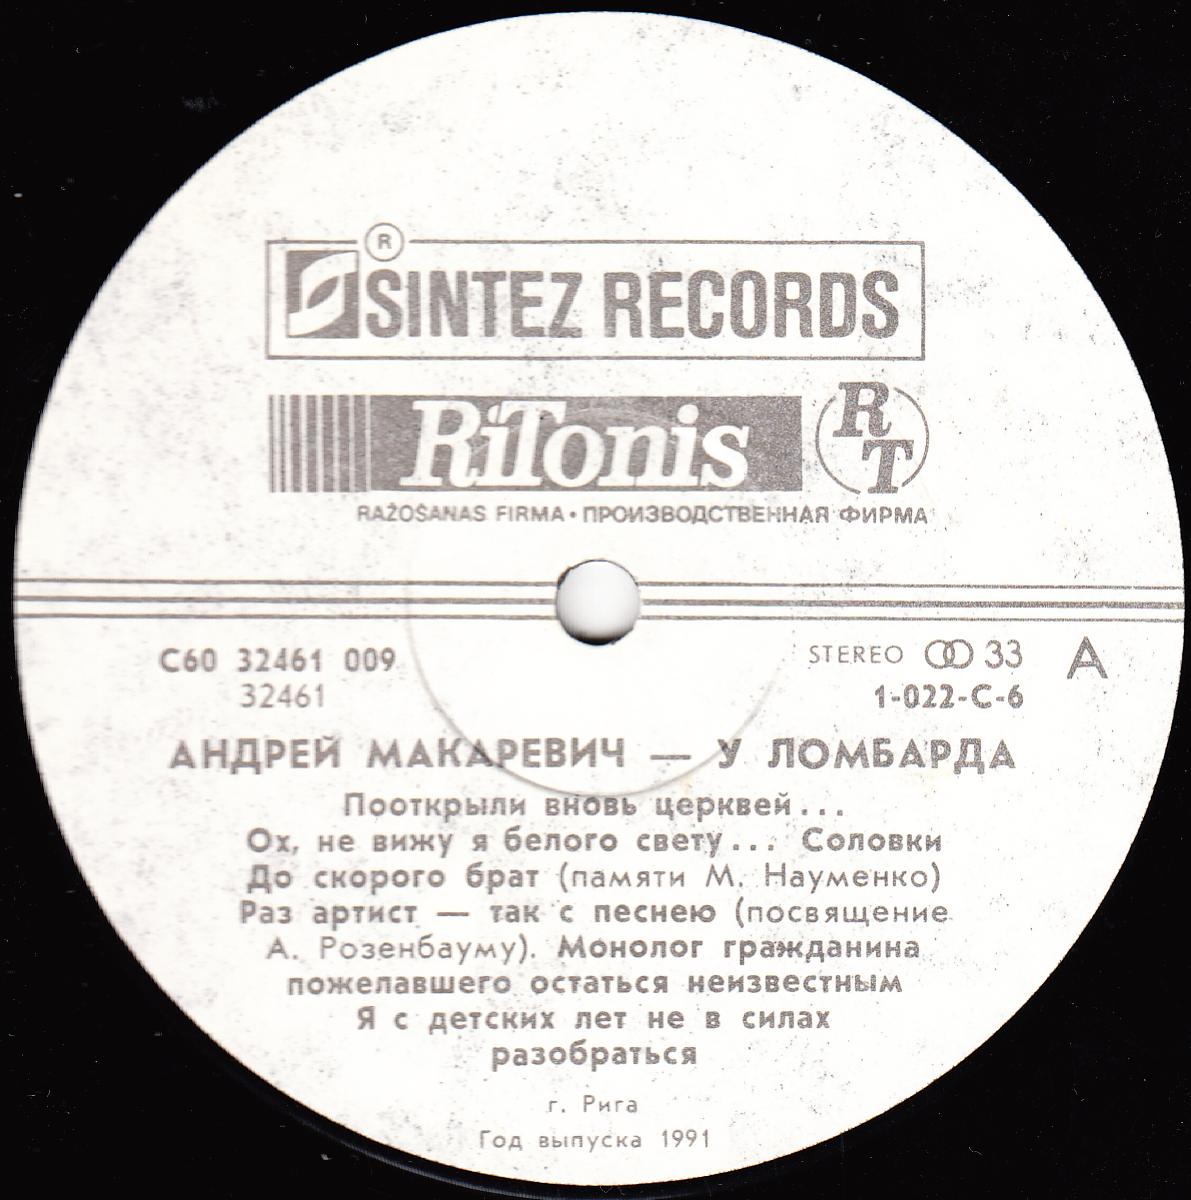 ®
SINTEZ RECORDS
RiTonis RT
RAŽOŠANAS FIRMA • ПРОИЗВОДСТВЕННАЯ ФИРМА
С60 32461 009 STEREO 33 A
32461 1-022-С-6
АНДРЕЙ МАКАРЕВИЧ — У ЛОМБАРДА
Пооткрыли вновь церквей...
Ох, не вижу я белого свету... Соловки
До скорого брат (памяти М. Науменко)
Раз артист — так с песнею (посвящение
А. Розенбауму). Монолог гражданина
пожелавшего остаться неизвестным
Я с детских лет не в силах
разобраться
г. Рига
Год выпуска 1991